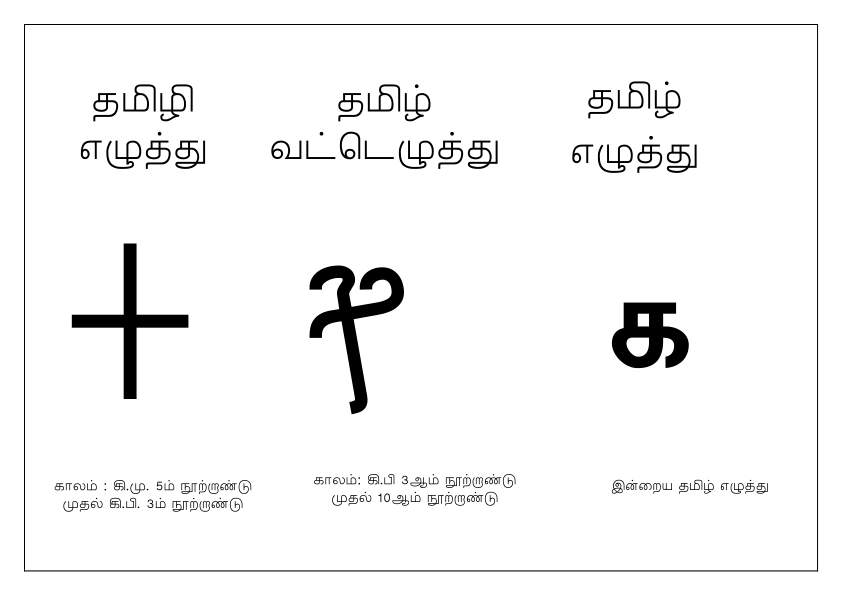 தமிழி
எழுத்து
தமிழ்
வட்டெழுத்து
தமிழ்
எழுத்து
𑀓
க
காலம் : கி.மு. 5ம் நூற்றாண்டு
முதல் கி.பி. 3ம் நூற்றாண்டு
காலம்: கி.பி 3ஆம் நூற்றாண்டு
முதல் 10ஆம் நூற்றாண்டு
இன்றைய தமிழ் எழுத்து